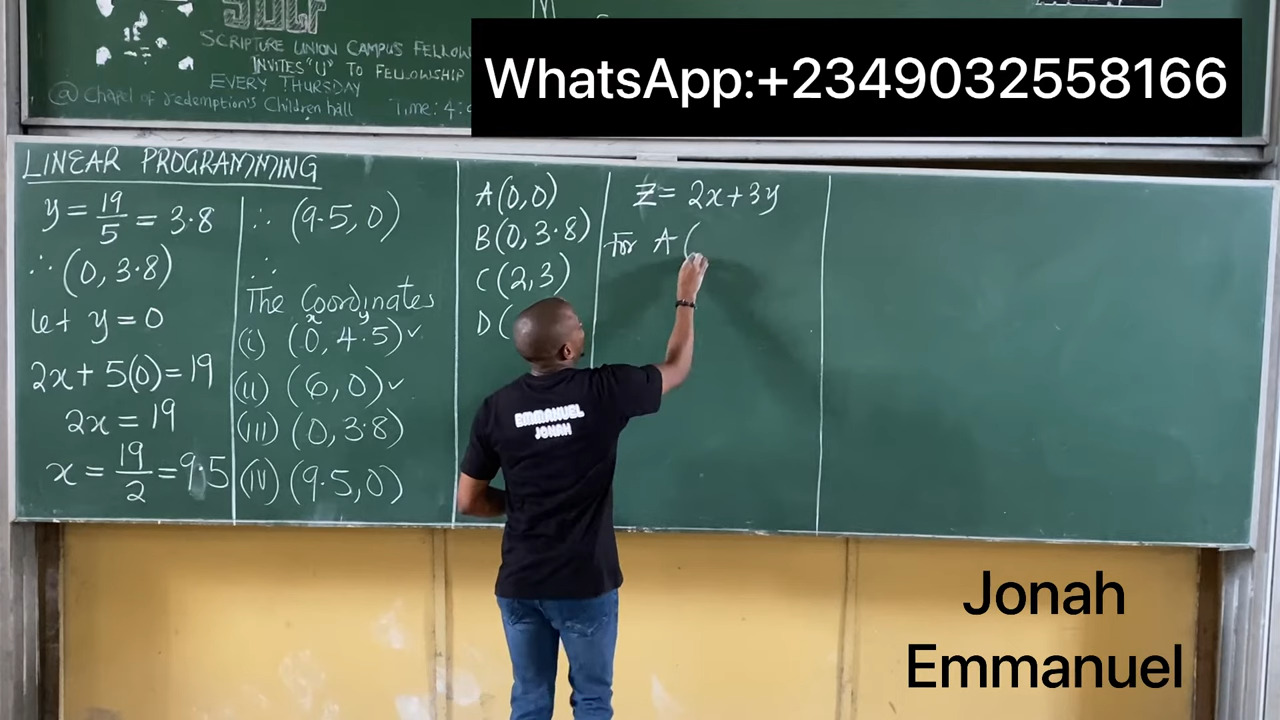 SCRIPTURE UNION CAMPUS FELLOW
INVITES "U" TO FELLOWSHIP
EVERY THURSDAY
@ Chapel of redemption's Children hall Time: 4:
WhatsApp:+2349032558166
LINEAR PROGRAMMING
y = 19/5 = 3·8
∴ (0, 3·8)
let y = 0
2x + 5(0) = 19
2x = 19
x = 19/2 = 9·5
∴ (9·5, 0)
∴
The Coordinates
x y
(i) (0, 4·5) ✓
(ii) (6, 0) ✓
(iii) (0, 3·8)
(iv) (9·5, 0)
A(0,0)
B(0, 3·8)
C(2,3)
D(
Z = 2x + 3y
for A(
EMMANUEL
JONAH
Jonah
Emmanuel